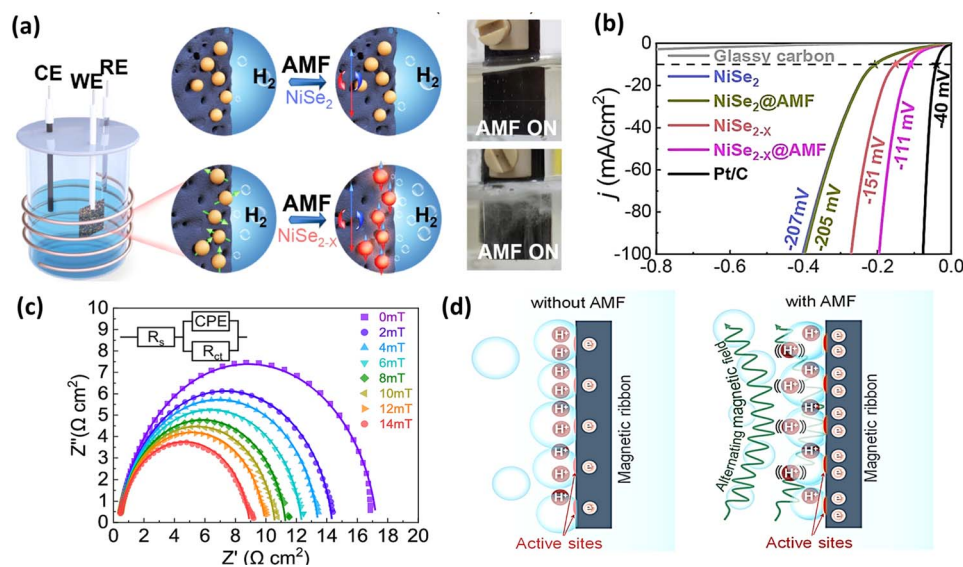 (a)
CE
WE
RE
H₂
AMF
NiSe₂
H₂
AMF ON
H₂
AMF
NiSe₂₋ₓ
H₂
AMF ON
(b)
0
-20
-40
-60
-80
-100
j (mA/cm²)
Glassy carbon
NiSe₂
NiSe₂@AMF
NiSe₂₋ₓ
NiSe₂₋ₓ@AMF
Pt/C
-207mV
-205 mV
-151 mV
-111 mV
-40 mV
-0.8
-0.6
-0.4
-0.2
0.0
(c)
10
9
8
7
6
5
4
3
2
1
0
Z'' (Ω cm²)
Rₛ
CPE
R꜀ₜ
0mT
2mT
4mT
6mT
8mT
10mT
12mT
14mT
0 2 4 6 8 10 12 14 16 18 20
Z' (Ω cm²)
(d)
without AMF
H⁺
H⁺
H⁺
H⁺
H⁺
H⁺
H⁺
H⁺
e
e
e
e
Magnetic ribbon
Active sites
with AMF
Alternating magnetic field
H⁺
H⁺
H⁺
H⁺
H⁺
H⁺
H⁺
H⁺
e
e
e
e
e
e
e
e
Magnetic ribbon
Active sites